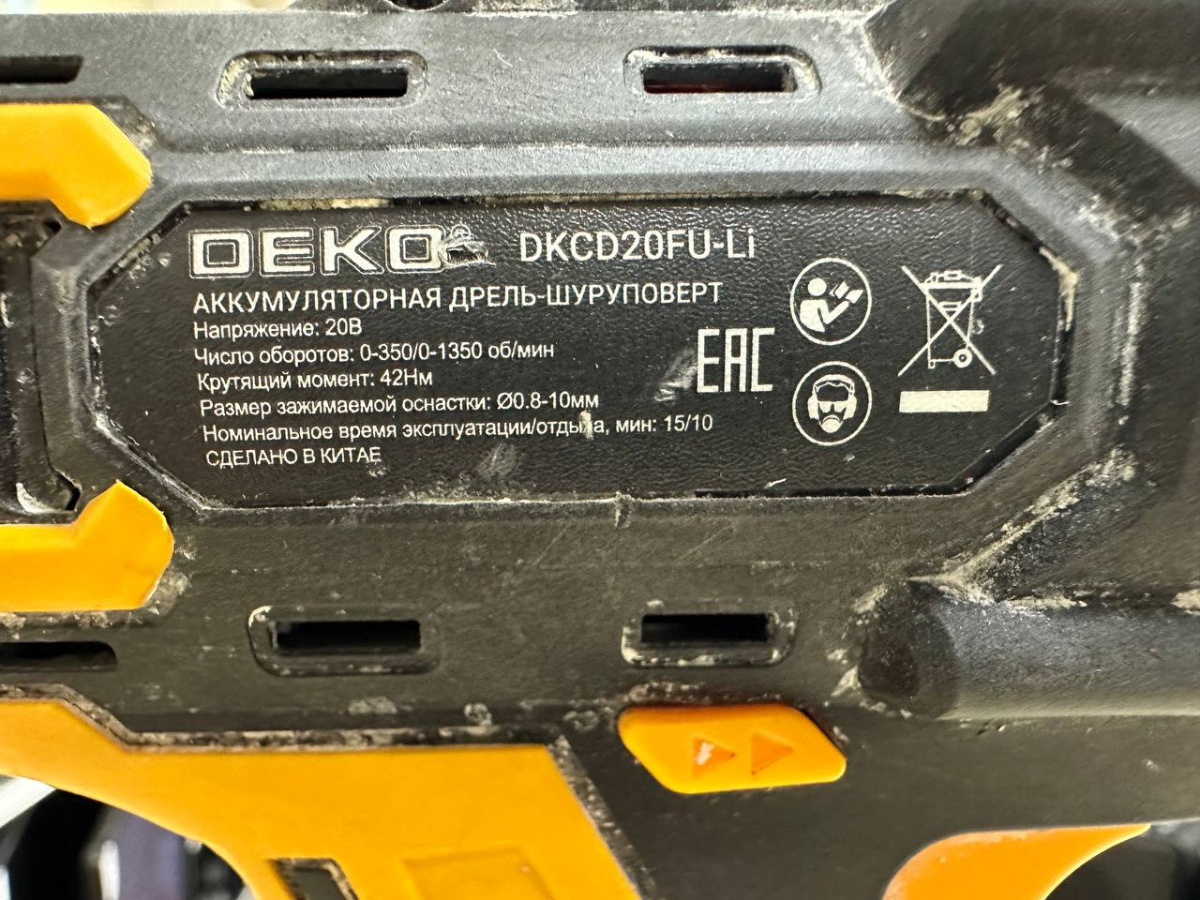 DEKO DKCD20FU-Li
АККУМУЛЯТОРНАЯ ДРЕЛЬ-ШУРУПОВЕРТ
Напряжение: 20В
Число оборотов: 0-350/0-1350 об/мин
Крутящий момент: 42Нм
Размер зажимаемой оснастки: Ø0.8-10мм
Номинальное время эксплуатации/отдыха, мин: 15/10
СДЕЛАНО В КИТАЕ
EAC